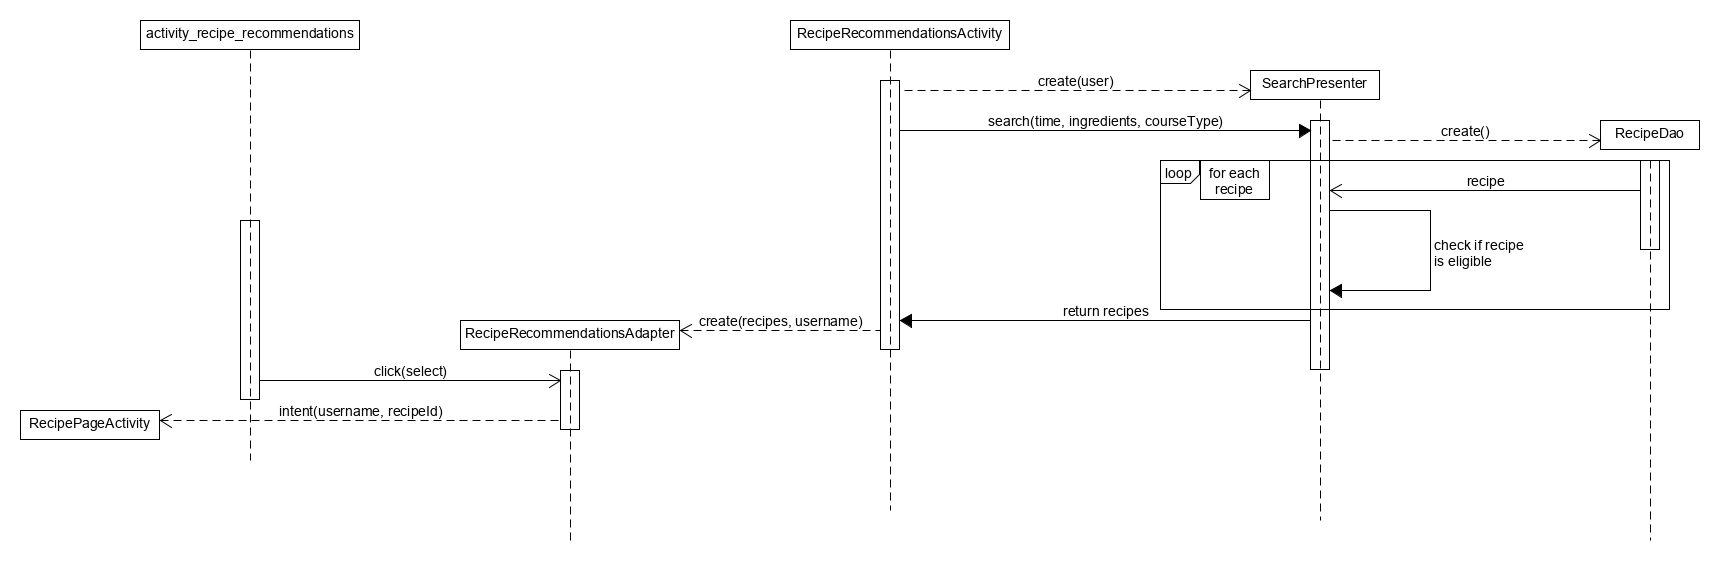 activity_recipe_recommendations
RecipeRecommendationsActivity
create(user)
SearchPresenter
search(time, ingredients, courseType)
create()
RecipeDao
loop
for each
recipe
recipe
check if recipe
is eligible
return recipes
create(recipes, username)
RecipeRecommendationsAdapter
click(select)
intent(username, recipeId)
RecipePageActivity